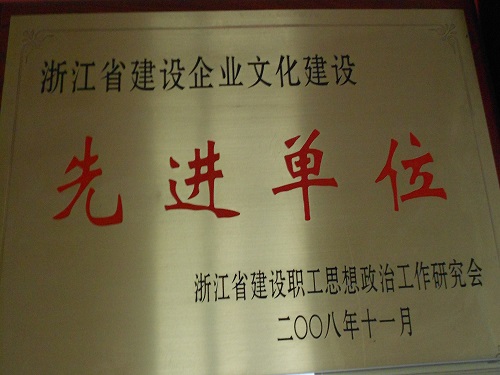 浙江省建设企业文化建设
先进单位
浙江省建设职工思想政治工作研究会
二〇〇八年十一月